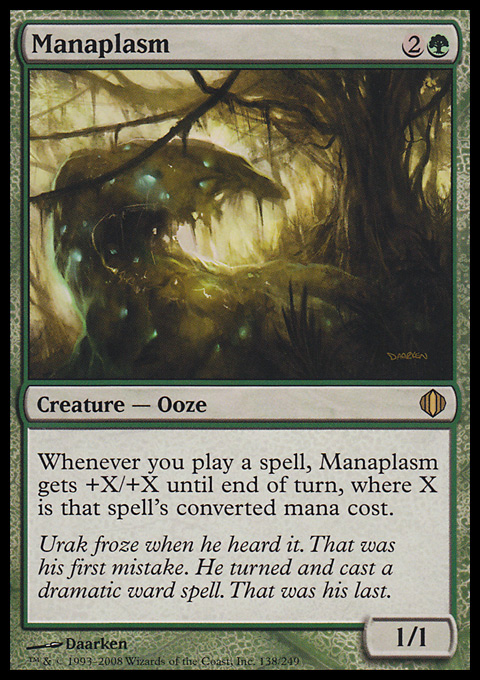 Manaplasm 2
DAARKEN
Creature — Ooze
Whenever you play a spell, Manaplasm
gets +X/+X until end of turn, where X
is that spell's converted mana cost.
Urak froze when he heard it. That was
his first mistake. He turned and cast a
dramatic ward spell. That was his last.
Daarken
1/1
™ & © 1993–2008 Wizards of the Coast, Inc. 138/249